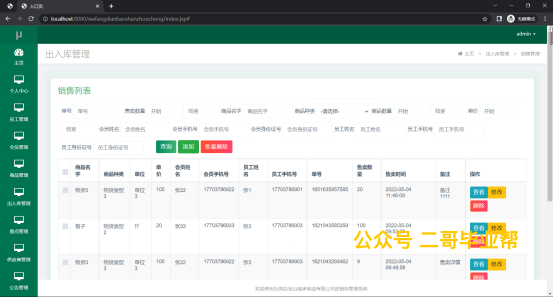 入口页
localhost:8080/wafangdianbaoshanzhoucheng/index.jsp#
无痕模式
μ
admin
主页
个人中心
员工管理
会员管理
商品管理
出入库管理
盘点管理
供应商管理
公告管理
出入库管理
主页 出入库管理 销售管理
销售列表
单号 单号 售卖数量 开始 结束 商品名字 商品名字 商品种类 -请选择- 商品数量 开始 结束 单价 开始
结束 会员姓名 会员姓名 会员手机号 会员手机号 会员身份证号 会员身份证号 员工姓名 员工姓名 员工手机号 员工手机号
员工身份证号 员工身份证号 查询 添加 批量删除
商品名字 商品种类 单位 单价 会员姓名 会员手机号 员工姓名 员工手机号 单号 售卖数量 售卖时间 备注 操作
物资3 物资类型3 单位3 105 张22 17703786922 张1 17703786901 1651635957585 20 2022-05-04 11:46:09 备注1111 查看 修改 删除
瓶子 物资类型2 斤 20 张33 17703786933 张3 17703786903 1621043565359 100 2022-05-04 查看 修改 删除
物资3 物资类型3 单位3 105 张22 17703786922 张3 17703786903 1621043293462 9 2022-05-04 09:48:58 售卖详情 查看 修改 删除
公众号 二哥毕业帮